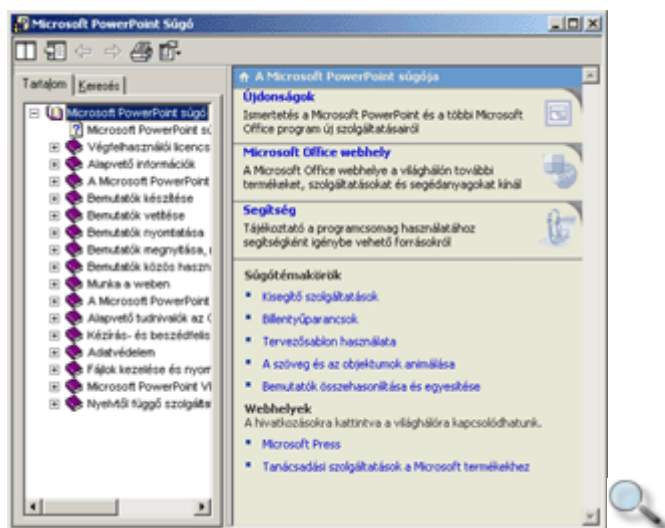 Microsoft PowerPoint Súgó
Tartalom
Keresés
Microsoft PowerPoint súgó
Microsoft PowerPoint sú
Végfelhasználói licencs
Alapvető információk
A Microsoft PowerPoint
Bemutatók készítése
Bemutatók vetítése
Bemutatók nyomtatása
Bemutatók megnyitása,
Bemutatók közös haszn
Munka a weben
A Microsoft PowerPoint
Alapvető tudnivalók az
Kézírás- és beszédfelis
Adatvédelem
Fájlok kezelése és nyom
Microsoft PowerPoint Vi
Nyelvtől függő szolgálta
A Microsoft PowerPoint súgója
Újdonságok
Ismertetés a Microsoft PowerPoint és a többi Microsoft
Office program új szolgáltatásairól
Microsoft Office webhely
A Microsoft Office webhelye a világhálón további
termékeket, szolgáltatásokat és segédanyagokat kínál
Segítség
Tájékoztató a programcsomag használatához
segítségként igénybe vehető forrásokról
Súgótémakörök
Kisegítő szolgáltatások
Billentyűparancsok
Tervezősablon használata
A szöveg és az objektumok animálása
Bemutatók összehasonlítása és egyesítése
Webhelyek
A hivatkozásokra kattintva a világhálóra kapcsolódhatunk.
Microsoft Press
Tanácsadási szolgáltatások a Microsoft termékekhez